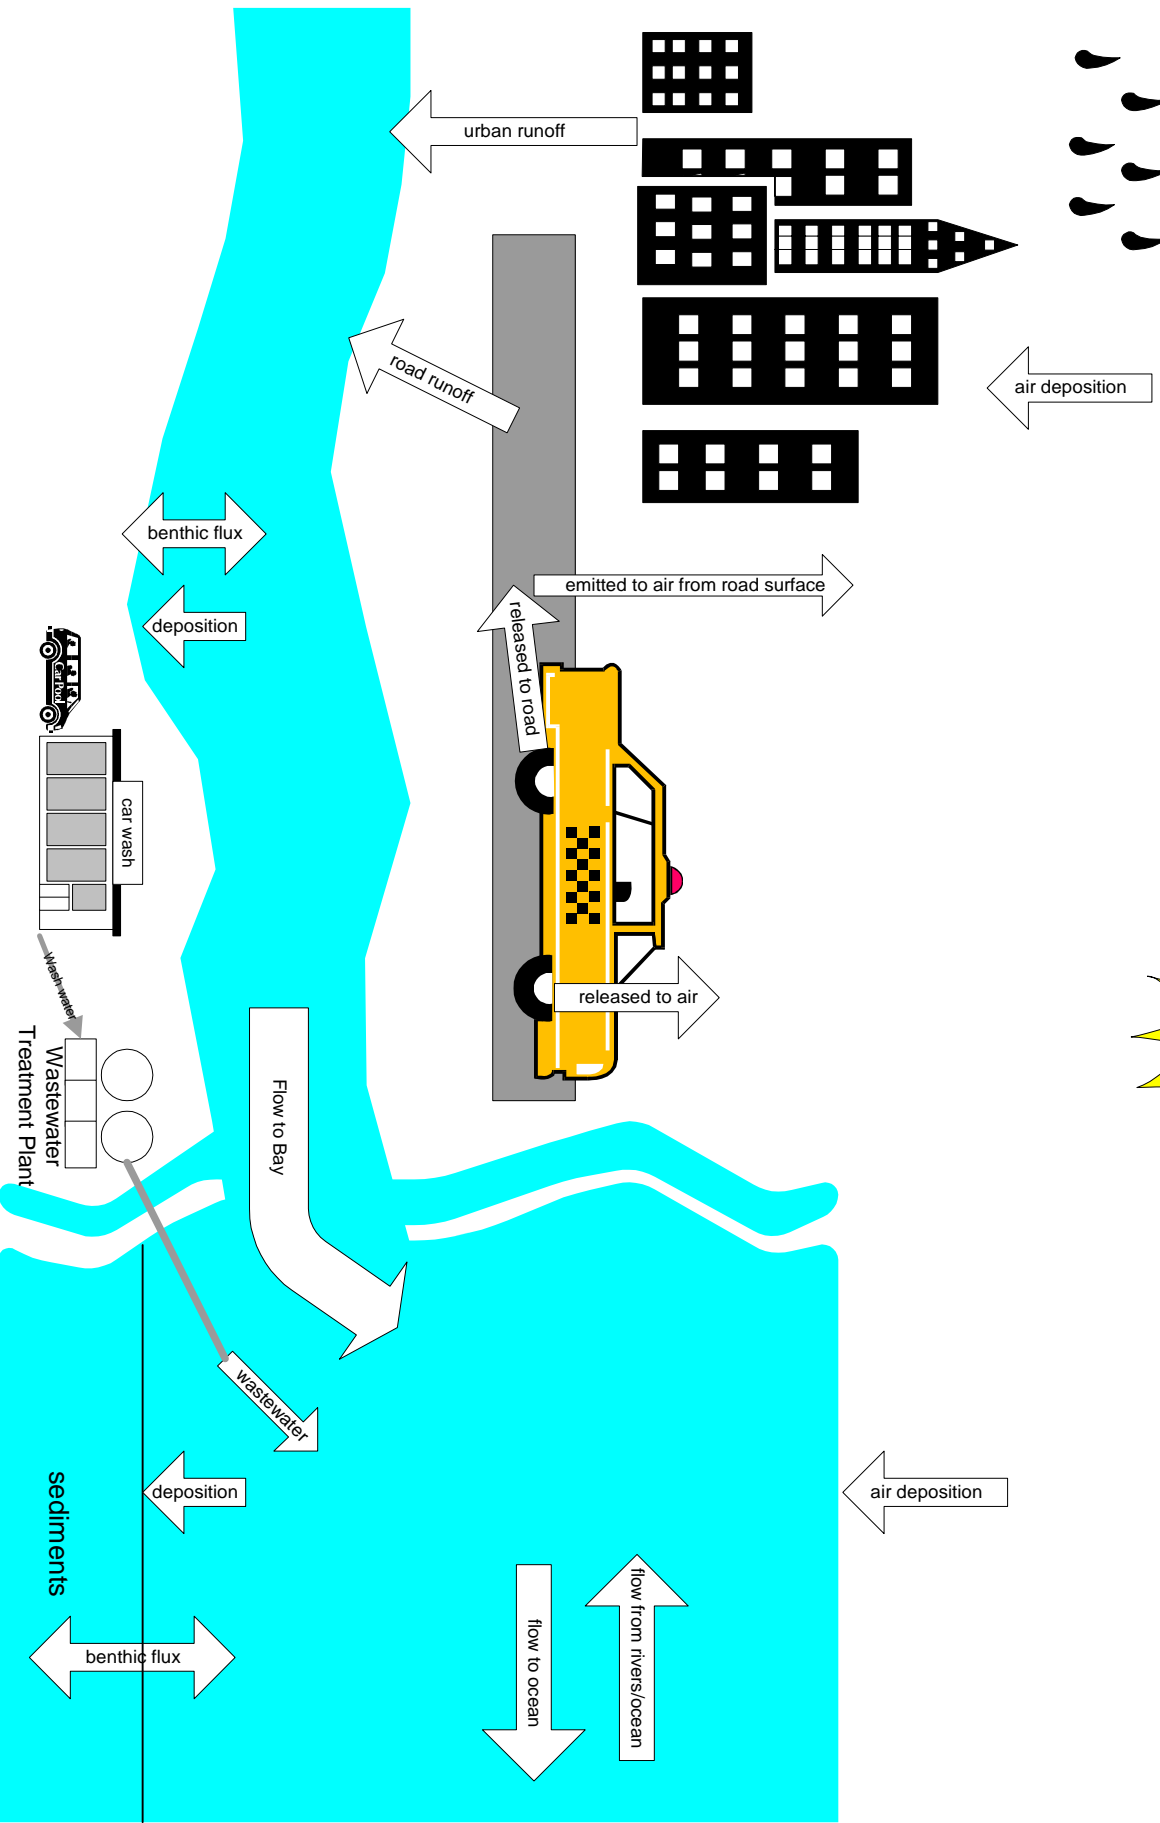 urban runoff
road runoff
air deposition
benthic flux
emitted to air from road surface
deposition
released to road
Car Pool
car wash
released to air
Wash water
Wastewater
Treatment Plant
Flow to Bay
wastewater
deposition
air deposition
sediments
benthic flux
flow to ocean
flow from rivers/ocean